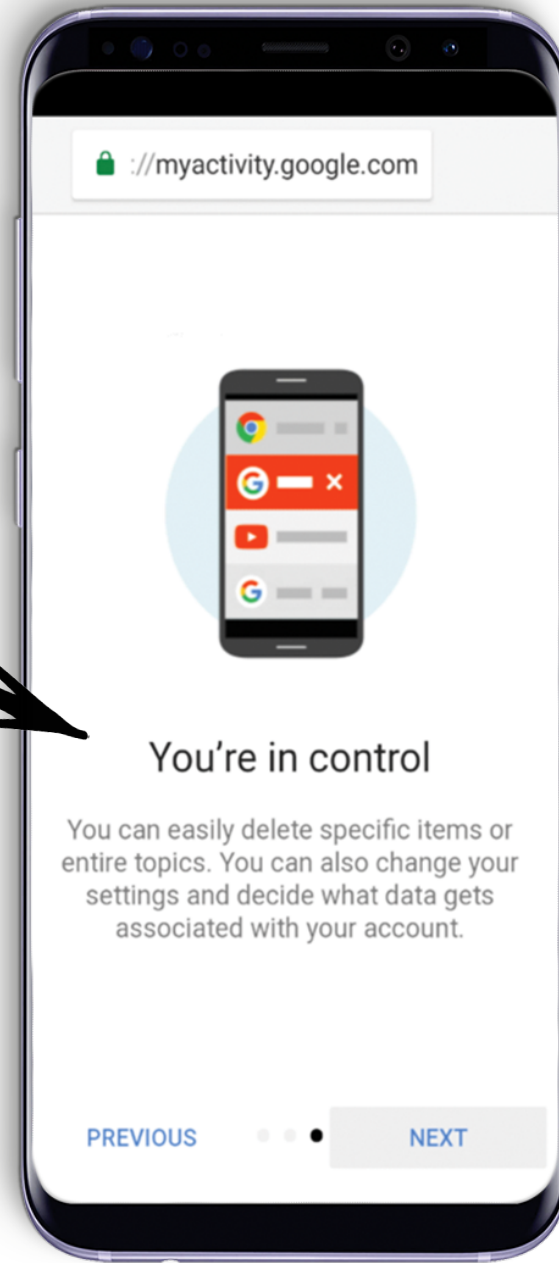 ://myactivity.google.com
You're in control
You can easily delete specific items or
entire topics. You can also change your
settings and decide what data gets
associated with your account.
PREVIOUS NEXT